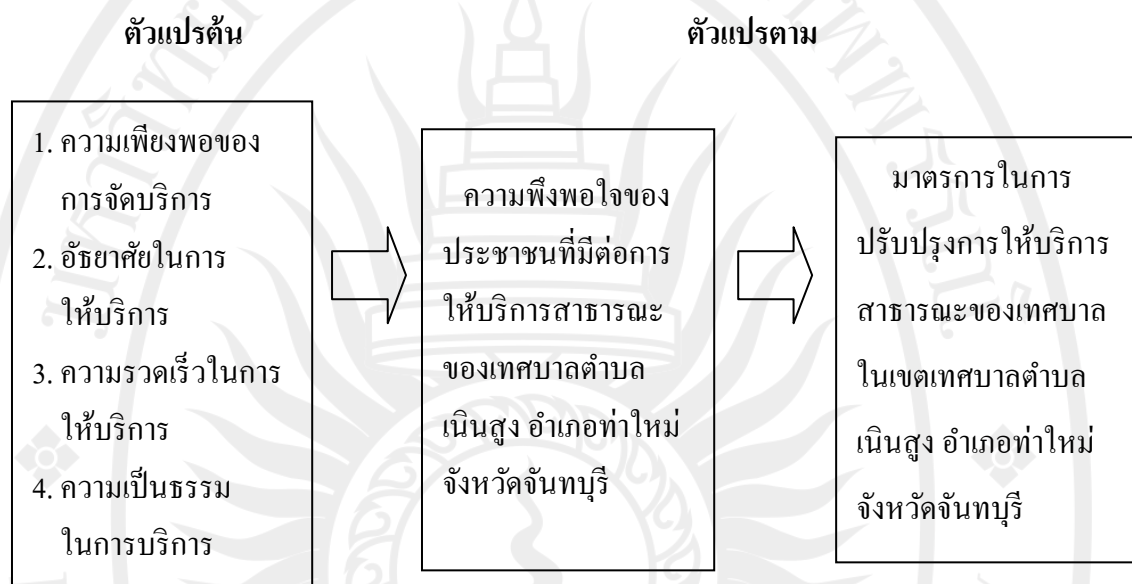 ตัวแปรต้น
ตัวแปรตาม
1. ความเพียงพอของ
การจัดบริการ
2. อัธยาศัยในการ
ให้บริการ
3. ความรวดเร็วในการ
ให้บริการ
4. ความเป็นธรรม
ในการบริการ
ความพึงพอใจของ
ประชาชนที่มีต่อการ
ให้บริการสาธารณะ
ของเทศบาลตำบล
เนินสูง อำเภอท่าใหม่
จังหวัดจันทบุรี
มาตรการในการ
ปรับปรุงการให้บริการ
สาธารณะของเทศบาล
ในเขตเทศบาลตำบล
เนินสูง อำเภอท่าใหม่
จังหวัดจันทบุรี